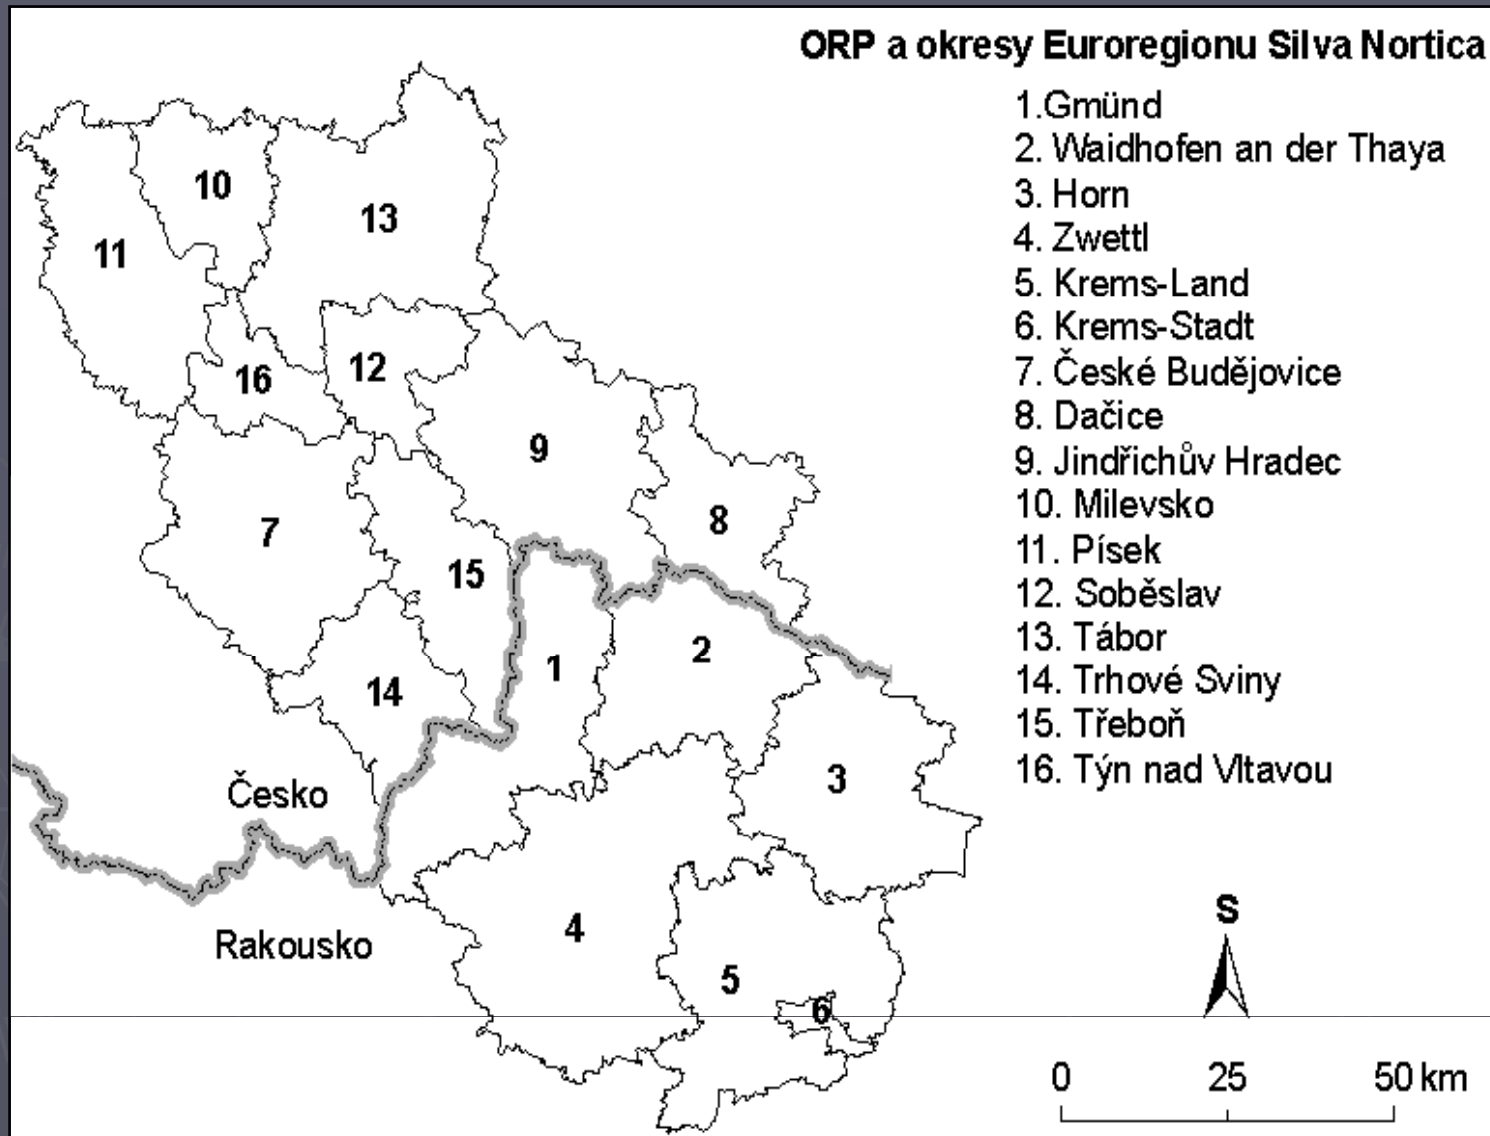 ORP a okresy Euroregionu Silva Nortica
1.Gmünd
2. Waidhofen an der Thaya
3. Horn
4. Zwettl
5. Krems-Land
6. Krems-Stadt
7. České Budějovice
8. Dačice
9. Jindřichův Hradec
10. Milevsko
11. Písek
12. Soběslav
13. Tábor
14. Trhové Sviny
15. Třeboň
16. Týn nad Vltavou
10
13
11
12
16
9
8
7
15
2
1
14
3
Česko
4
Rakousko
5
6
S
0 25 50 km